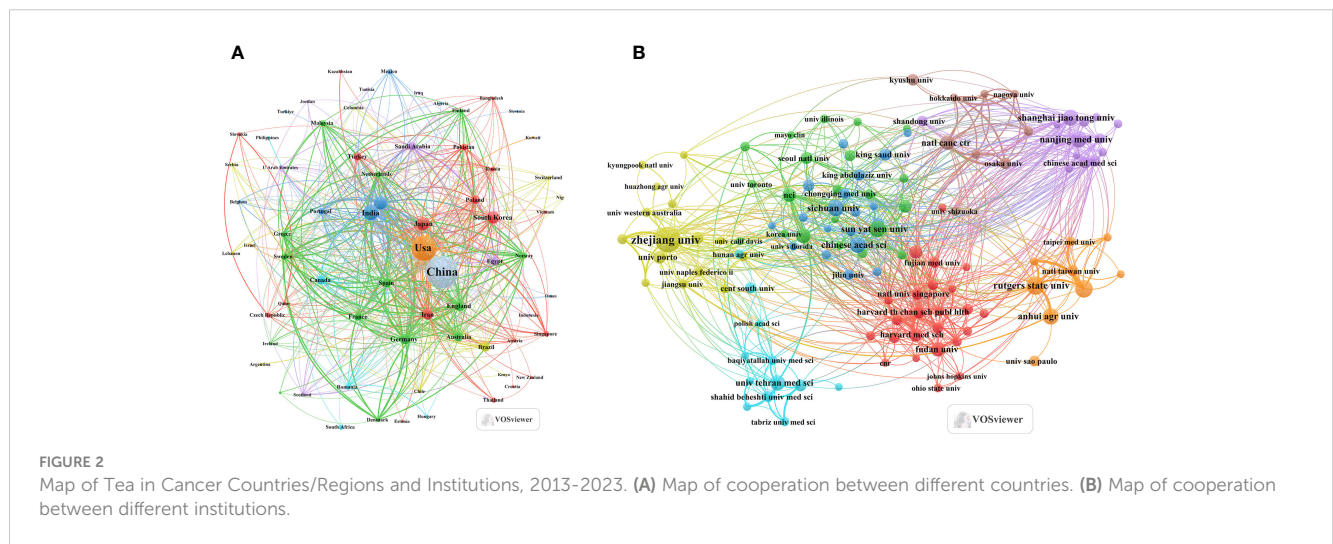 A
B
Kazakhstan
Mexico
Tunisia
Iraq
Jordan
Colombia
Algeria
Bangladesh
Slovenia
Turkiye
Malaysia
Finland
Kuwait
Slovakia
Philippines
Saudi Arabia
Pakistan
Turkey
Russia
Serbia
U Arab Emirates
Netherlands
Switzerland
Belgium
Portugal
India
Poland
Japan
South Korea
Vietnam
Greece
Usa
Israel
Lebanon
Sweden
Egypt
Norway
China
Canada
Spain
Qatar
Oman
Czech Republic
France
Iran
England
Indonesia
Singapore
Ireland
Germany
Australia
Austria
Brazil
Argentina
Romania
Chile
Kenya
New Zinland
Croatia
Scotland
Thailand
South Africa
Denmark
Estonia
Hungary
VOSviewer
kyushu univ
hokkaido univ
nagoya univ
univ illinois
shandong univ
shanghai jiao tong univ
mayo clin
natl canc ctr
nanjing med univ
kyungpook natl univ
seoul natl univ
king saud univ
osaka univ
chinese acad med sci
huazhong agr univ
univ toronto
king abdulaziz univ
nci
chongqing med univ
univ western australia
sichuan univ
univ shizuoka
zhejiang univ
korea univ
sun yat sen univ
univ calif davis
univ s florida
chinese acad sci
taipei med univ
univ porto
hunan agr univ
fujian med univ
univ naples federico ii
jilin univ
natl taiwan univ
jiangsu univ
cent south univ
natl univ singapore
rutgers state univ
polish acad sci
harvard th chan sch publ hlth
anhui agr univ
harvard med sch
baqiyatallah univ med sci
fudan univ
cnr
univ sao paulo
univ tehran med sci
johns hopkins univ
shahid beheshti univ med sci
ohio state univ
tabriz univ med sci
VOSviewer
FIGURE 2
Map of Tea in Cancer Countries/Regions and Institutions, 2013-2023. (A) Map of cooperation between different countries. (B) Map of cooperation
between different institutions.